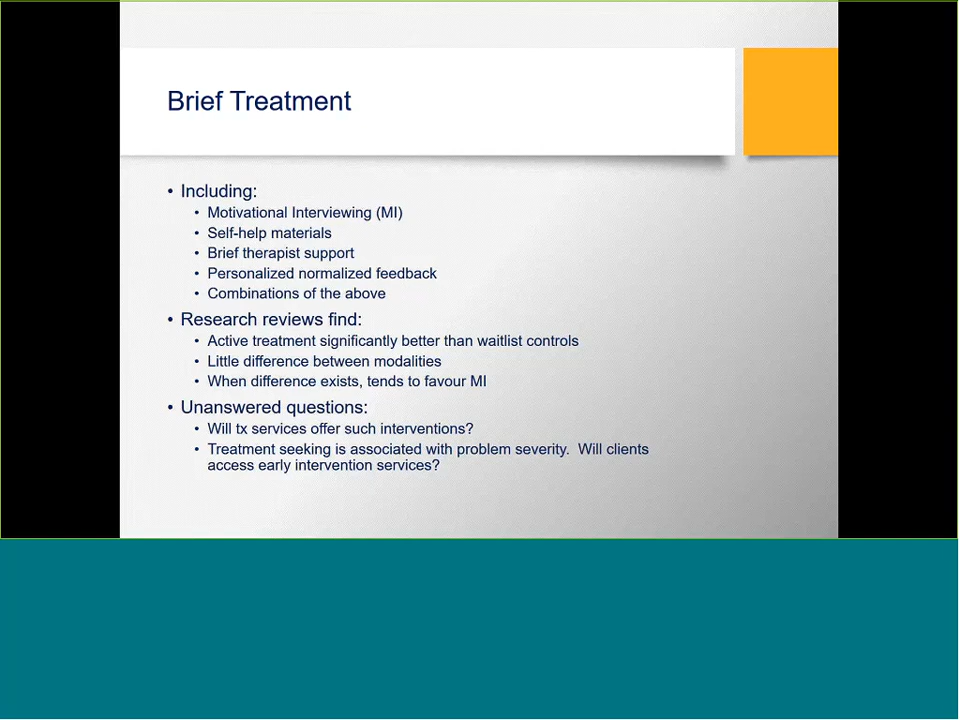 Brief Treatment
• Including:
• Motivational Interviewing (MI)
• Self-help materials
• Brief therapist support
• Personalized normalized feedback
• Combinations of the above
• Research reviews find:
• Active treatment significantly better than waitlist controls
• Little difference between modalities
• When difference exists, tends to favour MI
• Unanswered questions:
• Will tx services offer such interventions?
• Treatment seeking is associated with problem severity.  Will clients
access early intervention services?